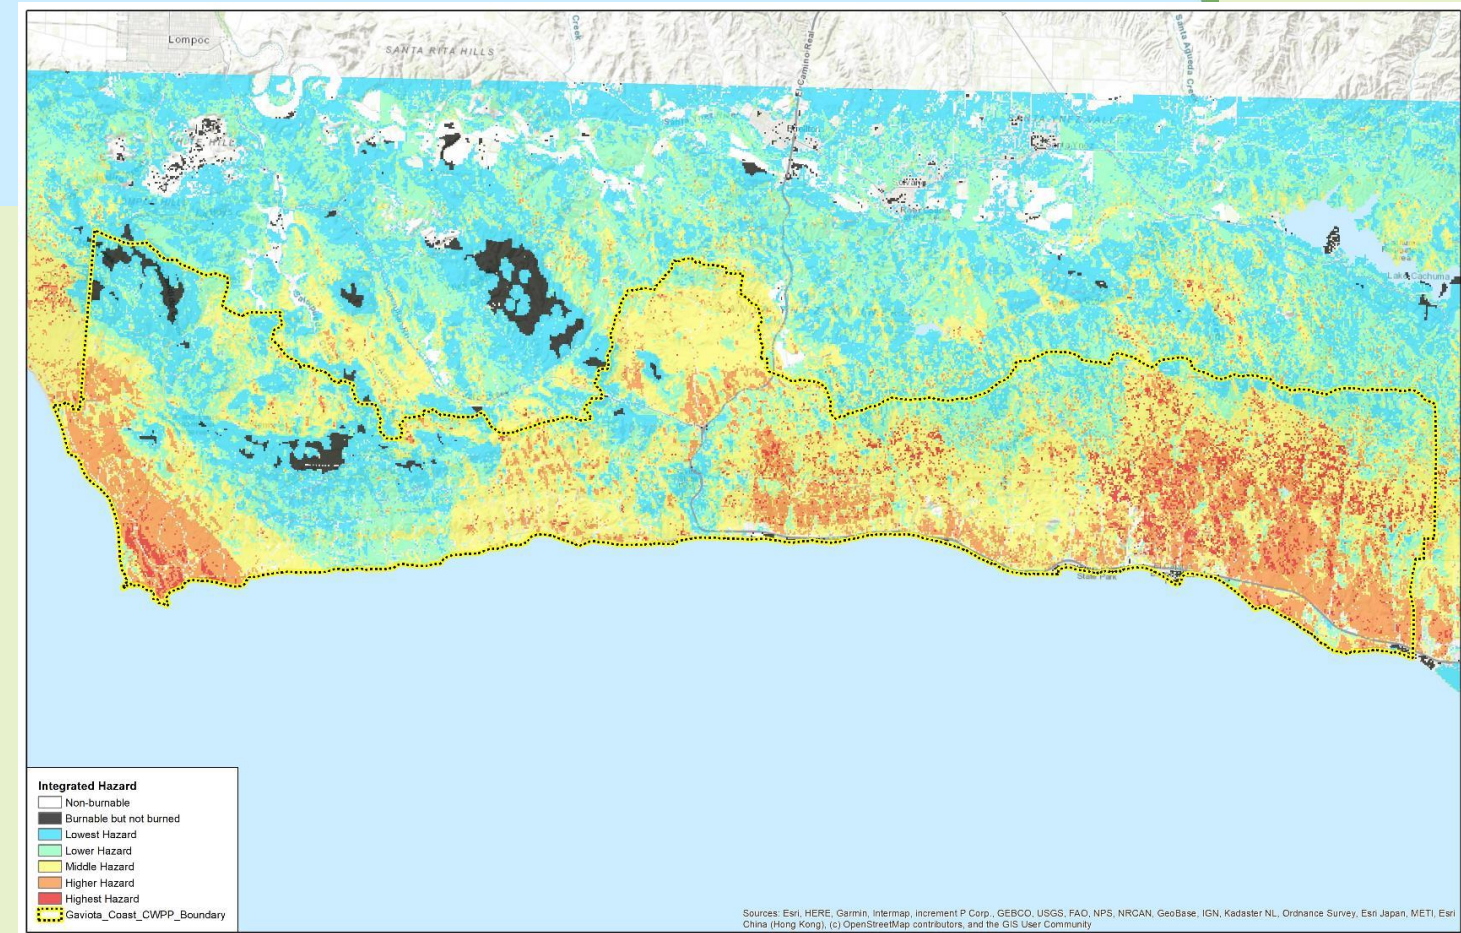 Lompoc
SANTA RITA HILLS
Creek
El Camino Real
Santa Agueda Creek
Lake Cachuma
State Park
Integrated Hazard
Non-burnable
Burnable but not burned
Lowest Hazard
Lower Hazard
Middle Hazard
Higher Hazard
Highest Hazard
Gaviota_Coast_CWPP_Boundary
Sources: Esri, HERE, Garmin, Intermap, increment P Corp., GEBCO, USGS, FAO, NPS, NRCAN, GeoBase, IGN, Kadaster NL, Ordnance Survey, Esri Japan, METI, Esri
China (Hong Kong), (c) OpenStreetMap contributors, and the GIS User Community